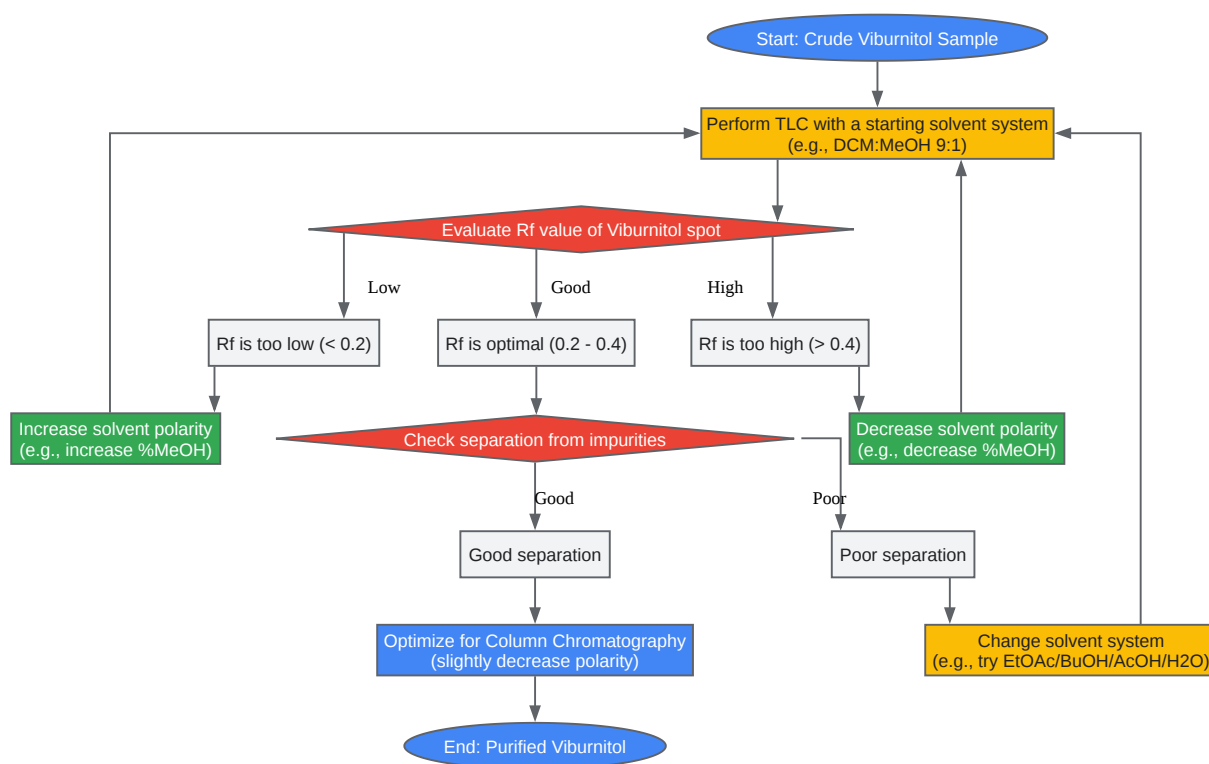 Start: Crude Viburnitol Sample
Perform TLC with a starting solvent system
(e.g., DCM:MeOH 9:1)
Evaluate Rf value of Viburnitol spot
Low
Good
High
Rf is too low (< 0.2)
Rf is optimal (0.2 - 0.4)
Rf is too high (> 0.4)
Increase solvent polarity
(e.g., increase %MeOH)
Check separation from impurities
Decrease solvent polarity
(e.g., decrease %MeOH)
Good
Poor
Good separation
Poor separation
Optimize for Column Chromatography
(slightly decrease polarity)
Change solvent system
(e.g., try EtOAc/BuOH/AcOH/H2O)
End: Purified Viburnitol